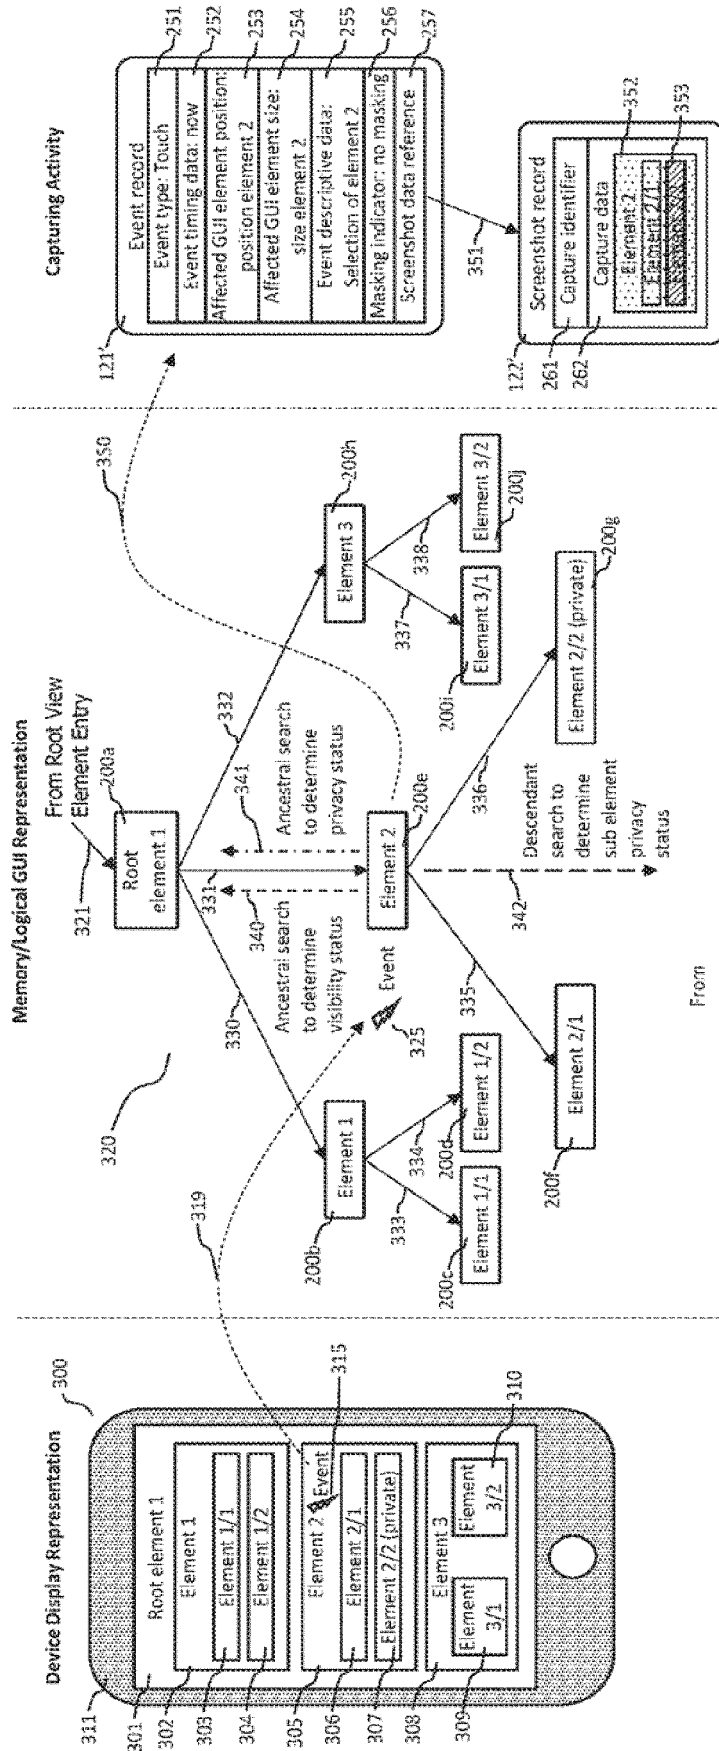 Device Display Representation
300
311
Root element 1
301
Element 1
302
Element 1/1
303
Element 1/2
304
Element 2
Event
315
305
Element 2/1
306
Element 2/2 (private)
307
Element 3
308
Element
3/1
309
Element
3/2
310
319
Memory/Logical GUI Representation
320
From Root View
Element Entry
321
200a
Root
element 1
330
331
332
340
341
Ancestral search
to determine
visibility status
Ancestral search
to determine
privacy status
Event
325
Element 1
200b
Element 2
200e
Element 3
200h
333
334
Element 1/1
200c
Element 1/2
200d
337
338
Element 3/1
200i
Element 3/2
200j
335
336
342
Descendant
search to
determine
sub element
privacy
status
Element 2/1
200f
Element 2/2 (private)
200g
From
350
Capturing Activity
121'
Event record
Event type: Touch
251
Event timing data: now
252
Affected GUI element position:
position element 2
253
Affected GUI element size:
size element 2
254
Event descriptive data:
Selection of element 2
255
Masking indicator: no masking
256
Screenshot data reference
257
351
122'
Screenshot record
Capture identifier
261
Capture data
262
Element 2
352
Element 2/1
353